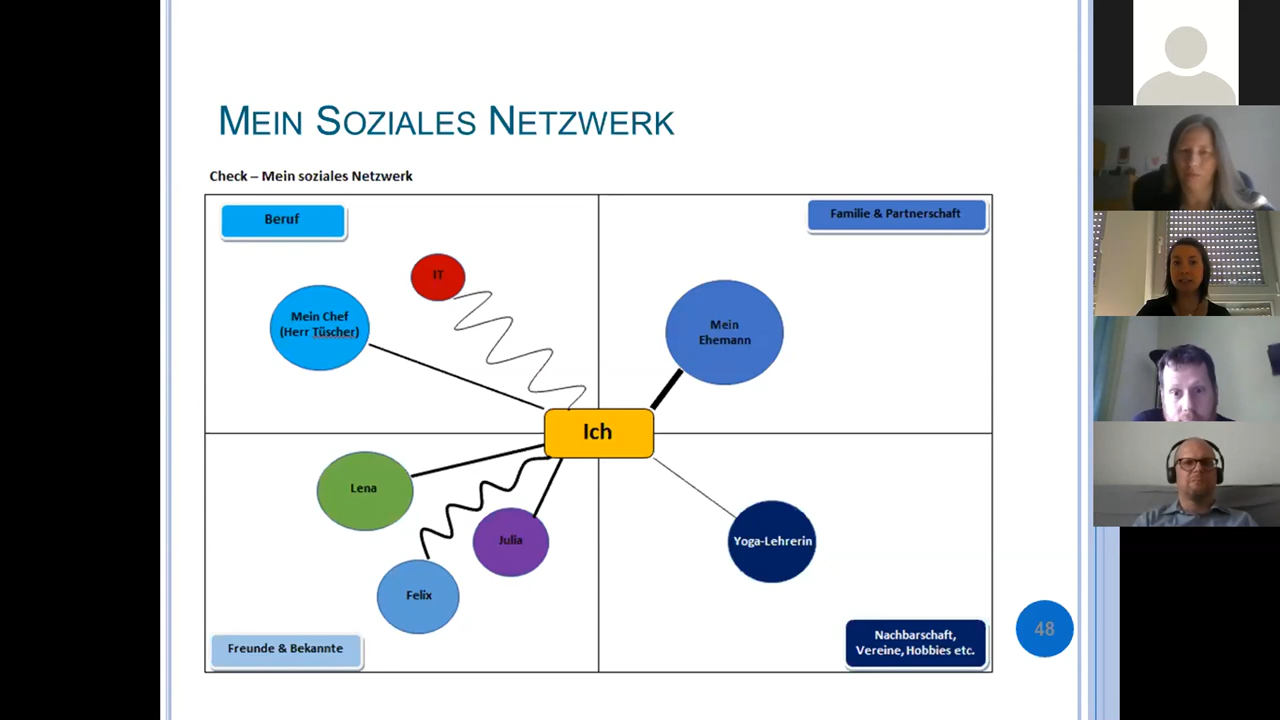 MEIN SOZIALES NETZWERK
Check – Mein soziales Netzwerk
Beruf
Familie & Partnerschaft
IT
Mein Chef
(Herr Tüscher)
Mein
Ehemann
Ich
Lena
Julia
Yoga-Lehrerin
Felix
Freunde & Bekannte
Nachbarschaft,
Vereine, Hobbies etc.
48